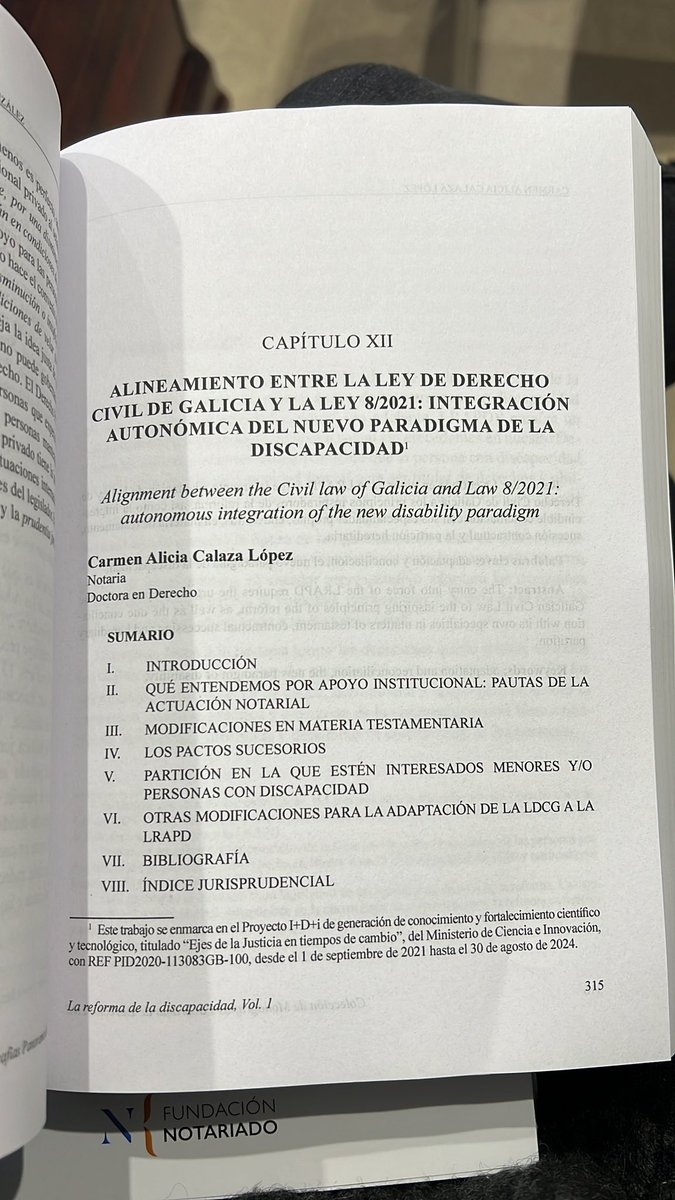 CAPÍTULO XII
ALINEAMIENTO ENTRE LA LEY DE DERECHO
CIVIL DE GALICIA Y LA LEY 8/2021: INTEGRACIÓN
AUTONÓMICA DEL NUEVO PARADIGMA DE LA
DISCAPACIDAD¹
Alignment between the Civil law of Galicia and Law 8/2021:
autonomous integration of the new disability paradigm
Carmen Alicia Calaza López
Notaria
Doctora en Derecho
SUMARIO
I. INTRODUCCIÓN
II. QUÉ ENTENDEMOS POR APOYO INSTITUCIONAL: PAUTAS DE LA
ACTUACIÓN NOTARIAL
III. MODIFICACIONES EN MATERIA TESTAMENTARIA
IV. LOS PACTOS SUCESORIOS
V. PARTICIÓN EN LA QUE ESTÉN INTERESADOS MENORES Y/O
PERSONAS CON DISCAPACIDAD
VI. OTRAS MODIFICACIONES PARA LA ADAPTACIÓN DE LA LDCG A LA
LRAPD
VII. BIBLIOGRAFÍA
VIII. ÍNDICE JURISPRUDENCIAL
¹ Este trabajo se enmarca en el Proyecto I+D+i de generación de conocimiento y fortalecimiento científico
y tecnológico, titulado “Ejes de la Justicia en tiempos de cambio”, del Ministerio de Ciencia e Innovación,
con REF PID2020-113083GB-100, desde el 1 de septiembre de 2021 hasta el 30 de agosto de 2024.
315
La reforma de la discapacidad, Vol. 1
FUNDACIÓN
NOTARIADO